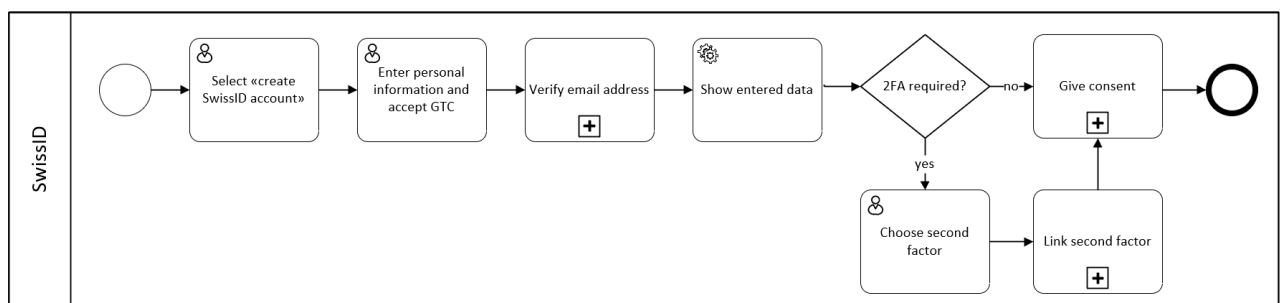 SwissID
Select «create
SwissID account»
Enter personal
information and
accept GTC
Verify email address
Show entered data
2FA required?
no
Give consent
yes
Choose second
factor
Link second factor